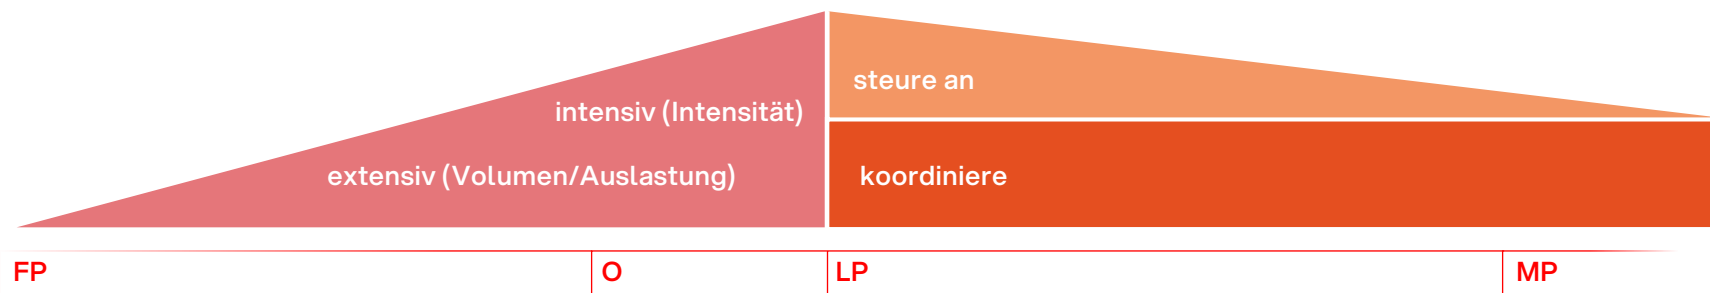 steure an
intensiv (Intensität)
extensiv (Volumen/Auslastung)
koordiniere
FP
O
LP
MP